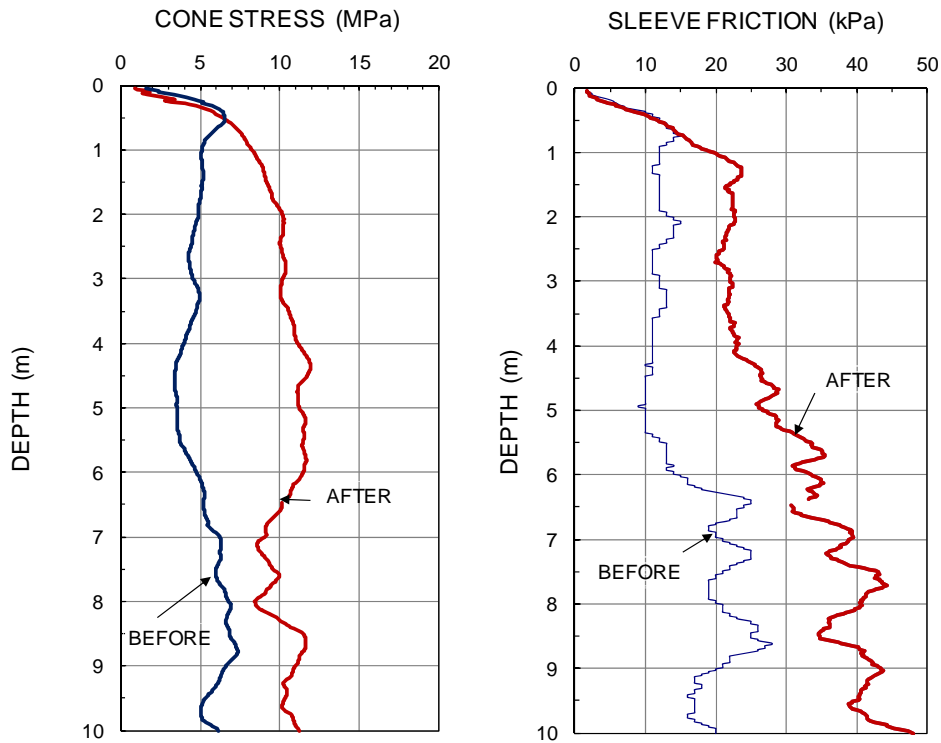 CONE STRESS (MPa)
0 5 10 15 20
0
1
2
3
4
5
6
7
8
9
10
DEPTH (m)
AFTER
BEFORE
SLEEVE FRICTION (kPa)
0 10 20 30 40 50
0
1
2
3
4
5
6
7
8
9
10
DEPTH (m)
AFTER
BEFORE